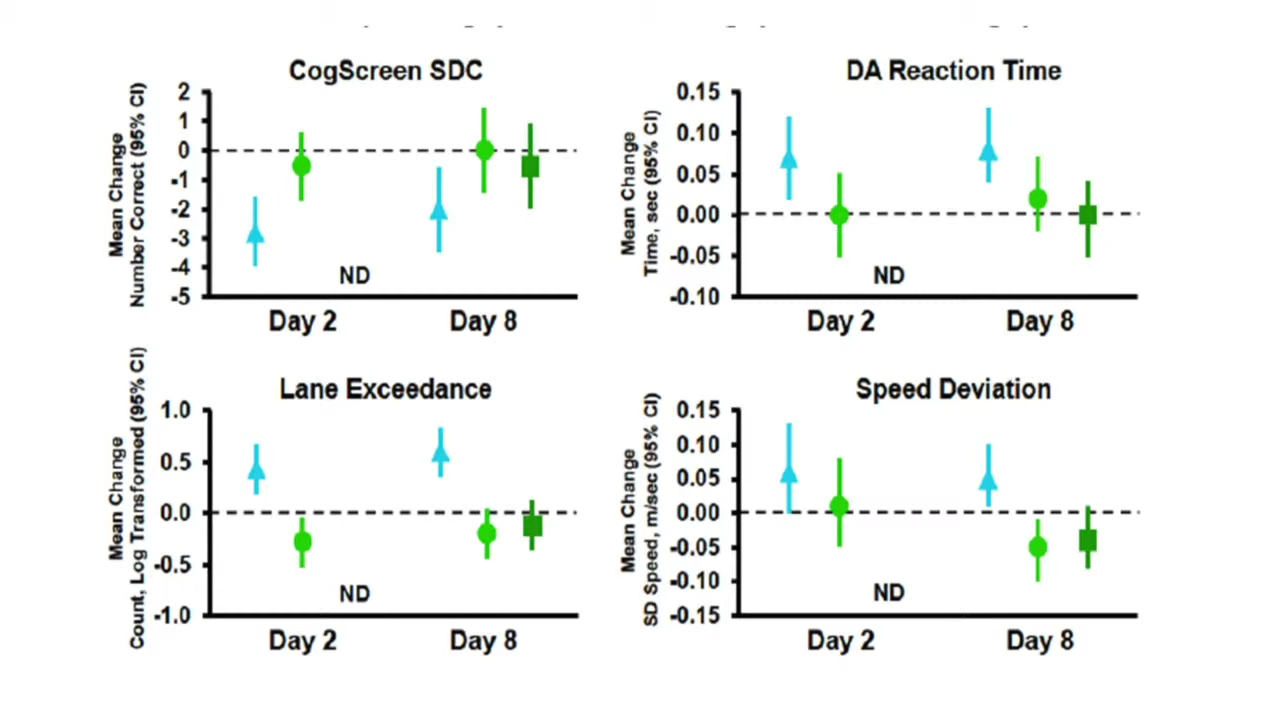 CogScreen SDC
Mean Change
Number Correct (95% CI)
2
1
0
-1
-2
-3
-4
-5
ND
Day 2
Day 8
DA Reaction Time
Mean Change
Time, sec (95% CI)
0.15
0.10
0.05
0.00
-0.05
-0.10
ND
Day 2
Day 8
Lane Exceedance
Mean Change
Count, Log Transformed (95% CI)
1.0
0.5
0.0
-0.5
-1.0
ND
Day 2
Day 8
Speed Deviation
Mean Change
SD Speed, m/sec (95% CI)
0.15
0.10
0.05
0.00
-0.05
-0.10
-0.15
ND
Day 2
Day 8